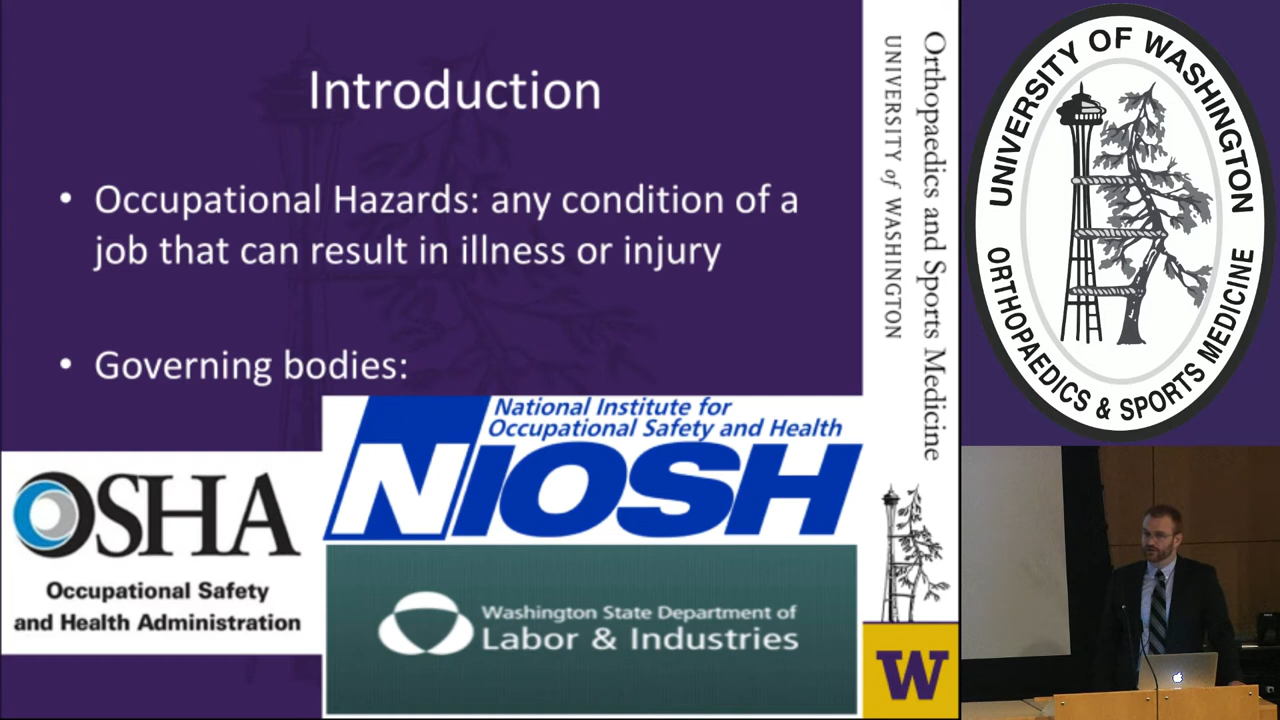 Introduction
• Occupational Hazards: any condition of a
job that can result in illness or injury
• Governing bodies:
OSHA
Occupational Safety
and Health Administration
National Institute for
Occupational Safety and Health
NIOSH
Washington State Department of
Labor & Industries
Orthopaedics and Sports Medicine
UNIVERSITY of WASHINGTON
W
UNIVERSITY OF WASHINGTON
ORTHOPAEDICS & SPORTS MEDICINE